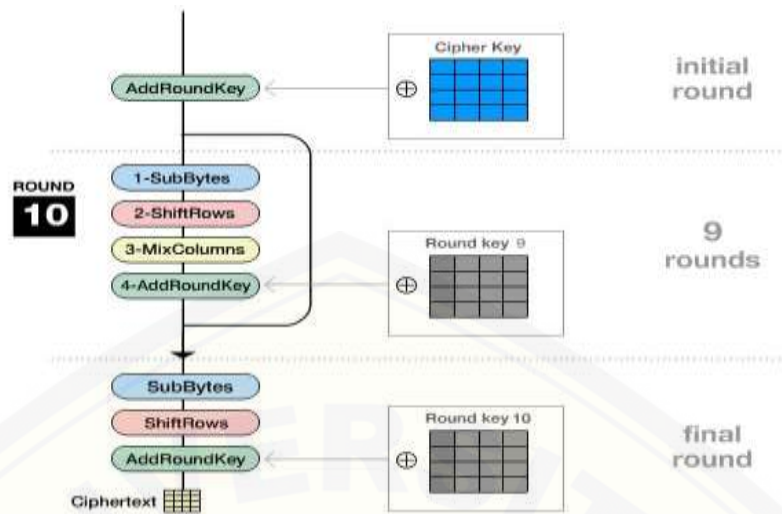 Cipher Key
AddRoundKey
initial
round
ROUND
10
1-SubBytes
2-ShiftRows
3-MixColumns
4-AddRoundKey
Round key 9
9
rounds
SubBytes
ShiftRows
AddRoundKey
Round key 10
final
round
Ciphertext